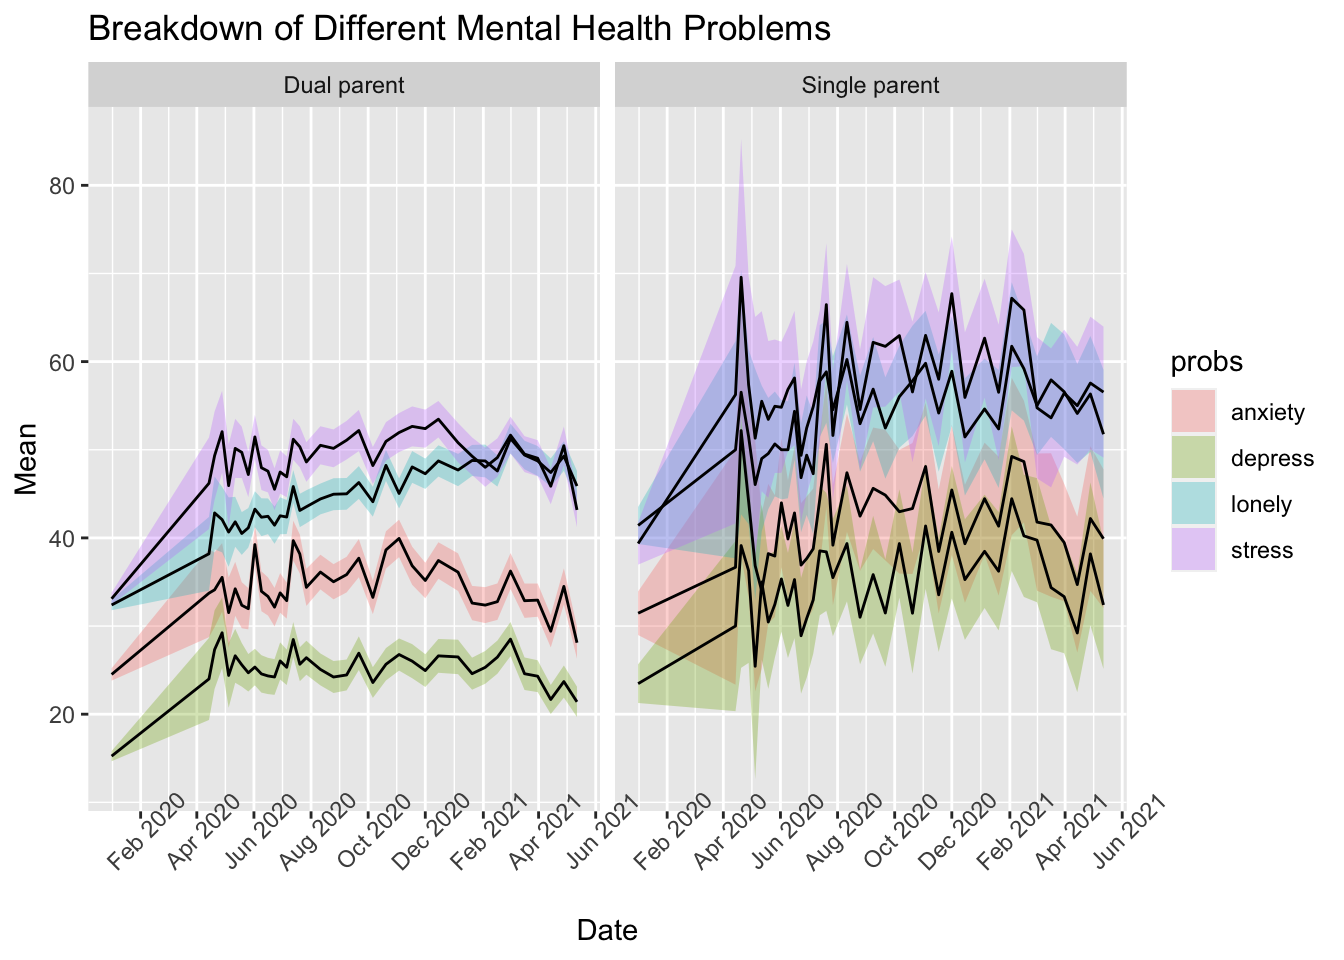 Breakdown of Different Mental Health Problems
Dual parent
Single parent
Mean
80
60
40
20
Feb 2020
Apr 2020
Jun 2020
Aug 2020
Oct 2020
Dec 2020
Feb 2021
Apr 2021
Jun 2021
Feb 2020
Apr 2020
Jun 2020
Aug 2020
Oct 2020
Dec 2020
Feb 2021
Apr 2021
Jun 2021
Date
probs
anxiety
depress
lonely
stress